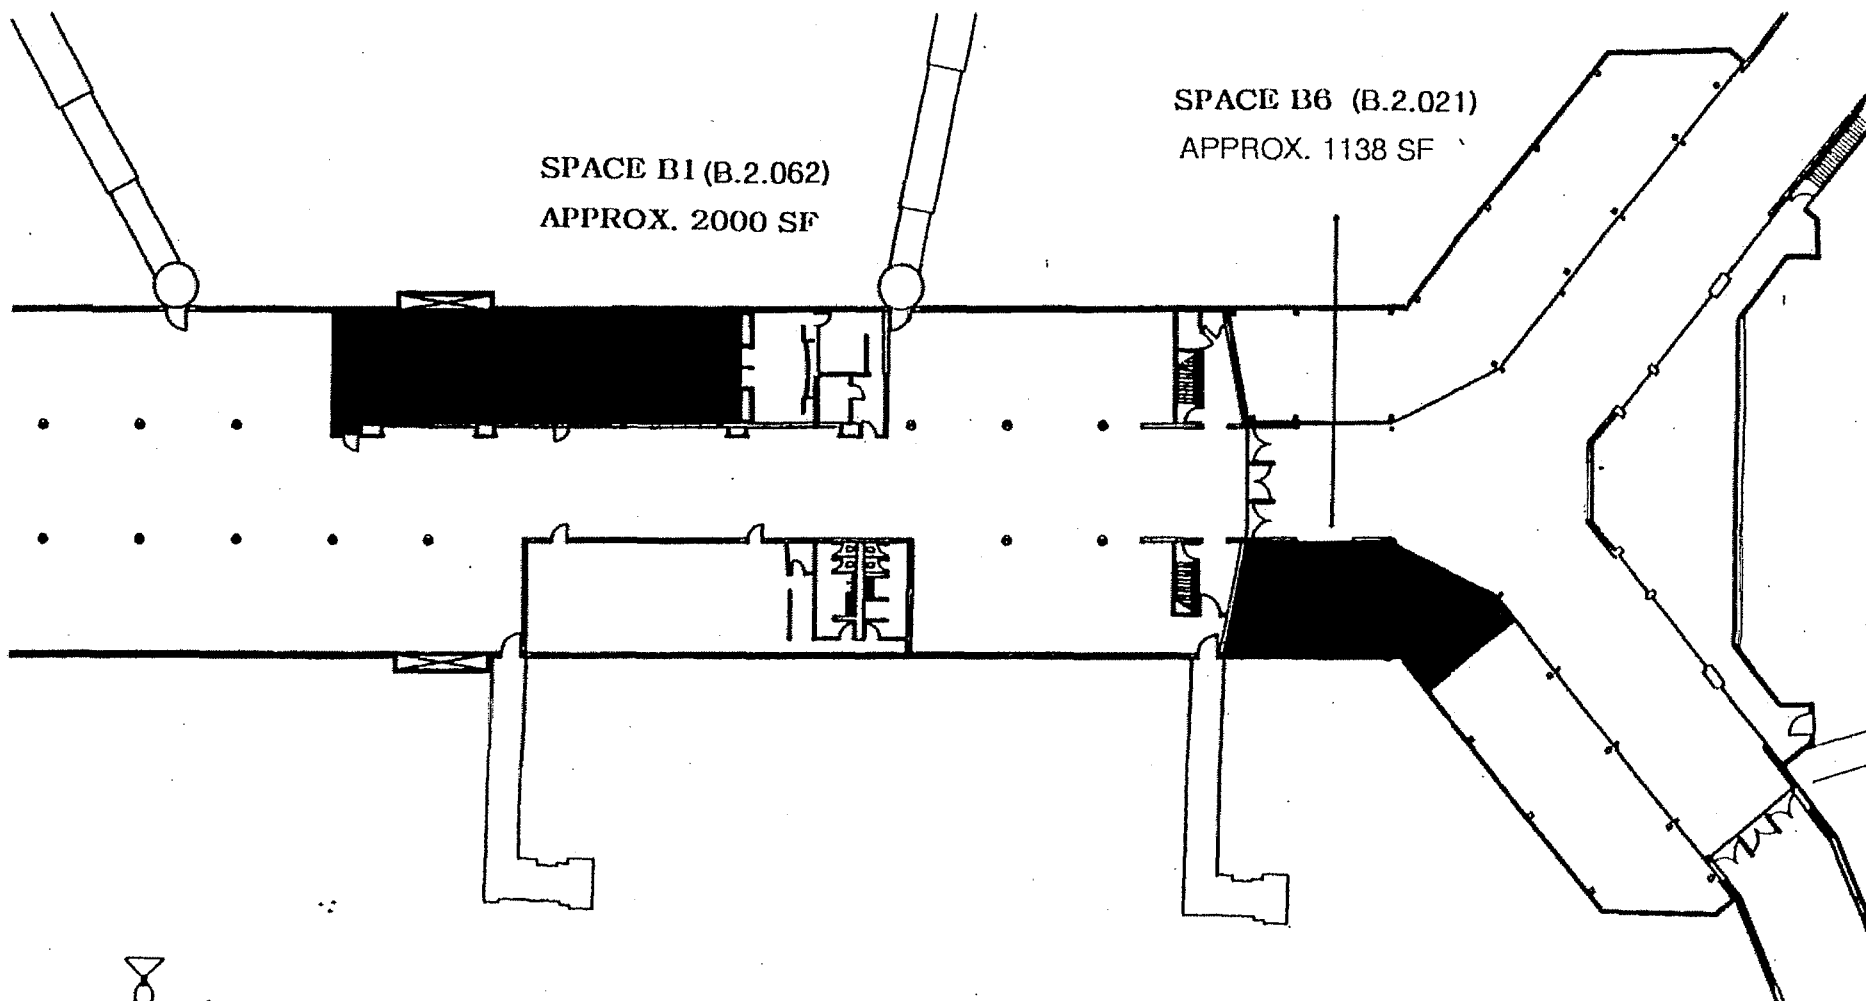 SPACE B1 (B.2.062)
APPROX. 2000 SF
SPACE B6 (B.2.021)
APPROX. 1138 SF